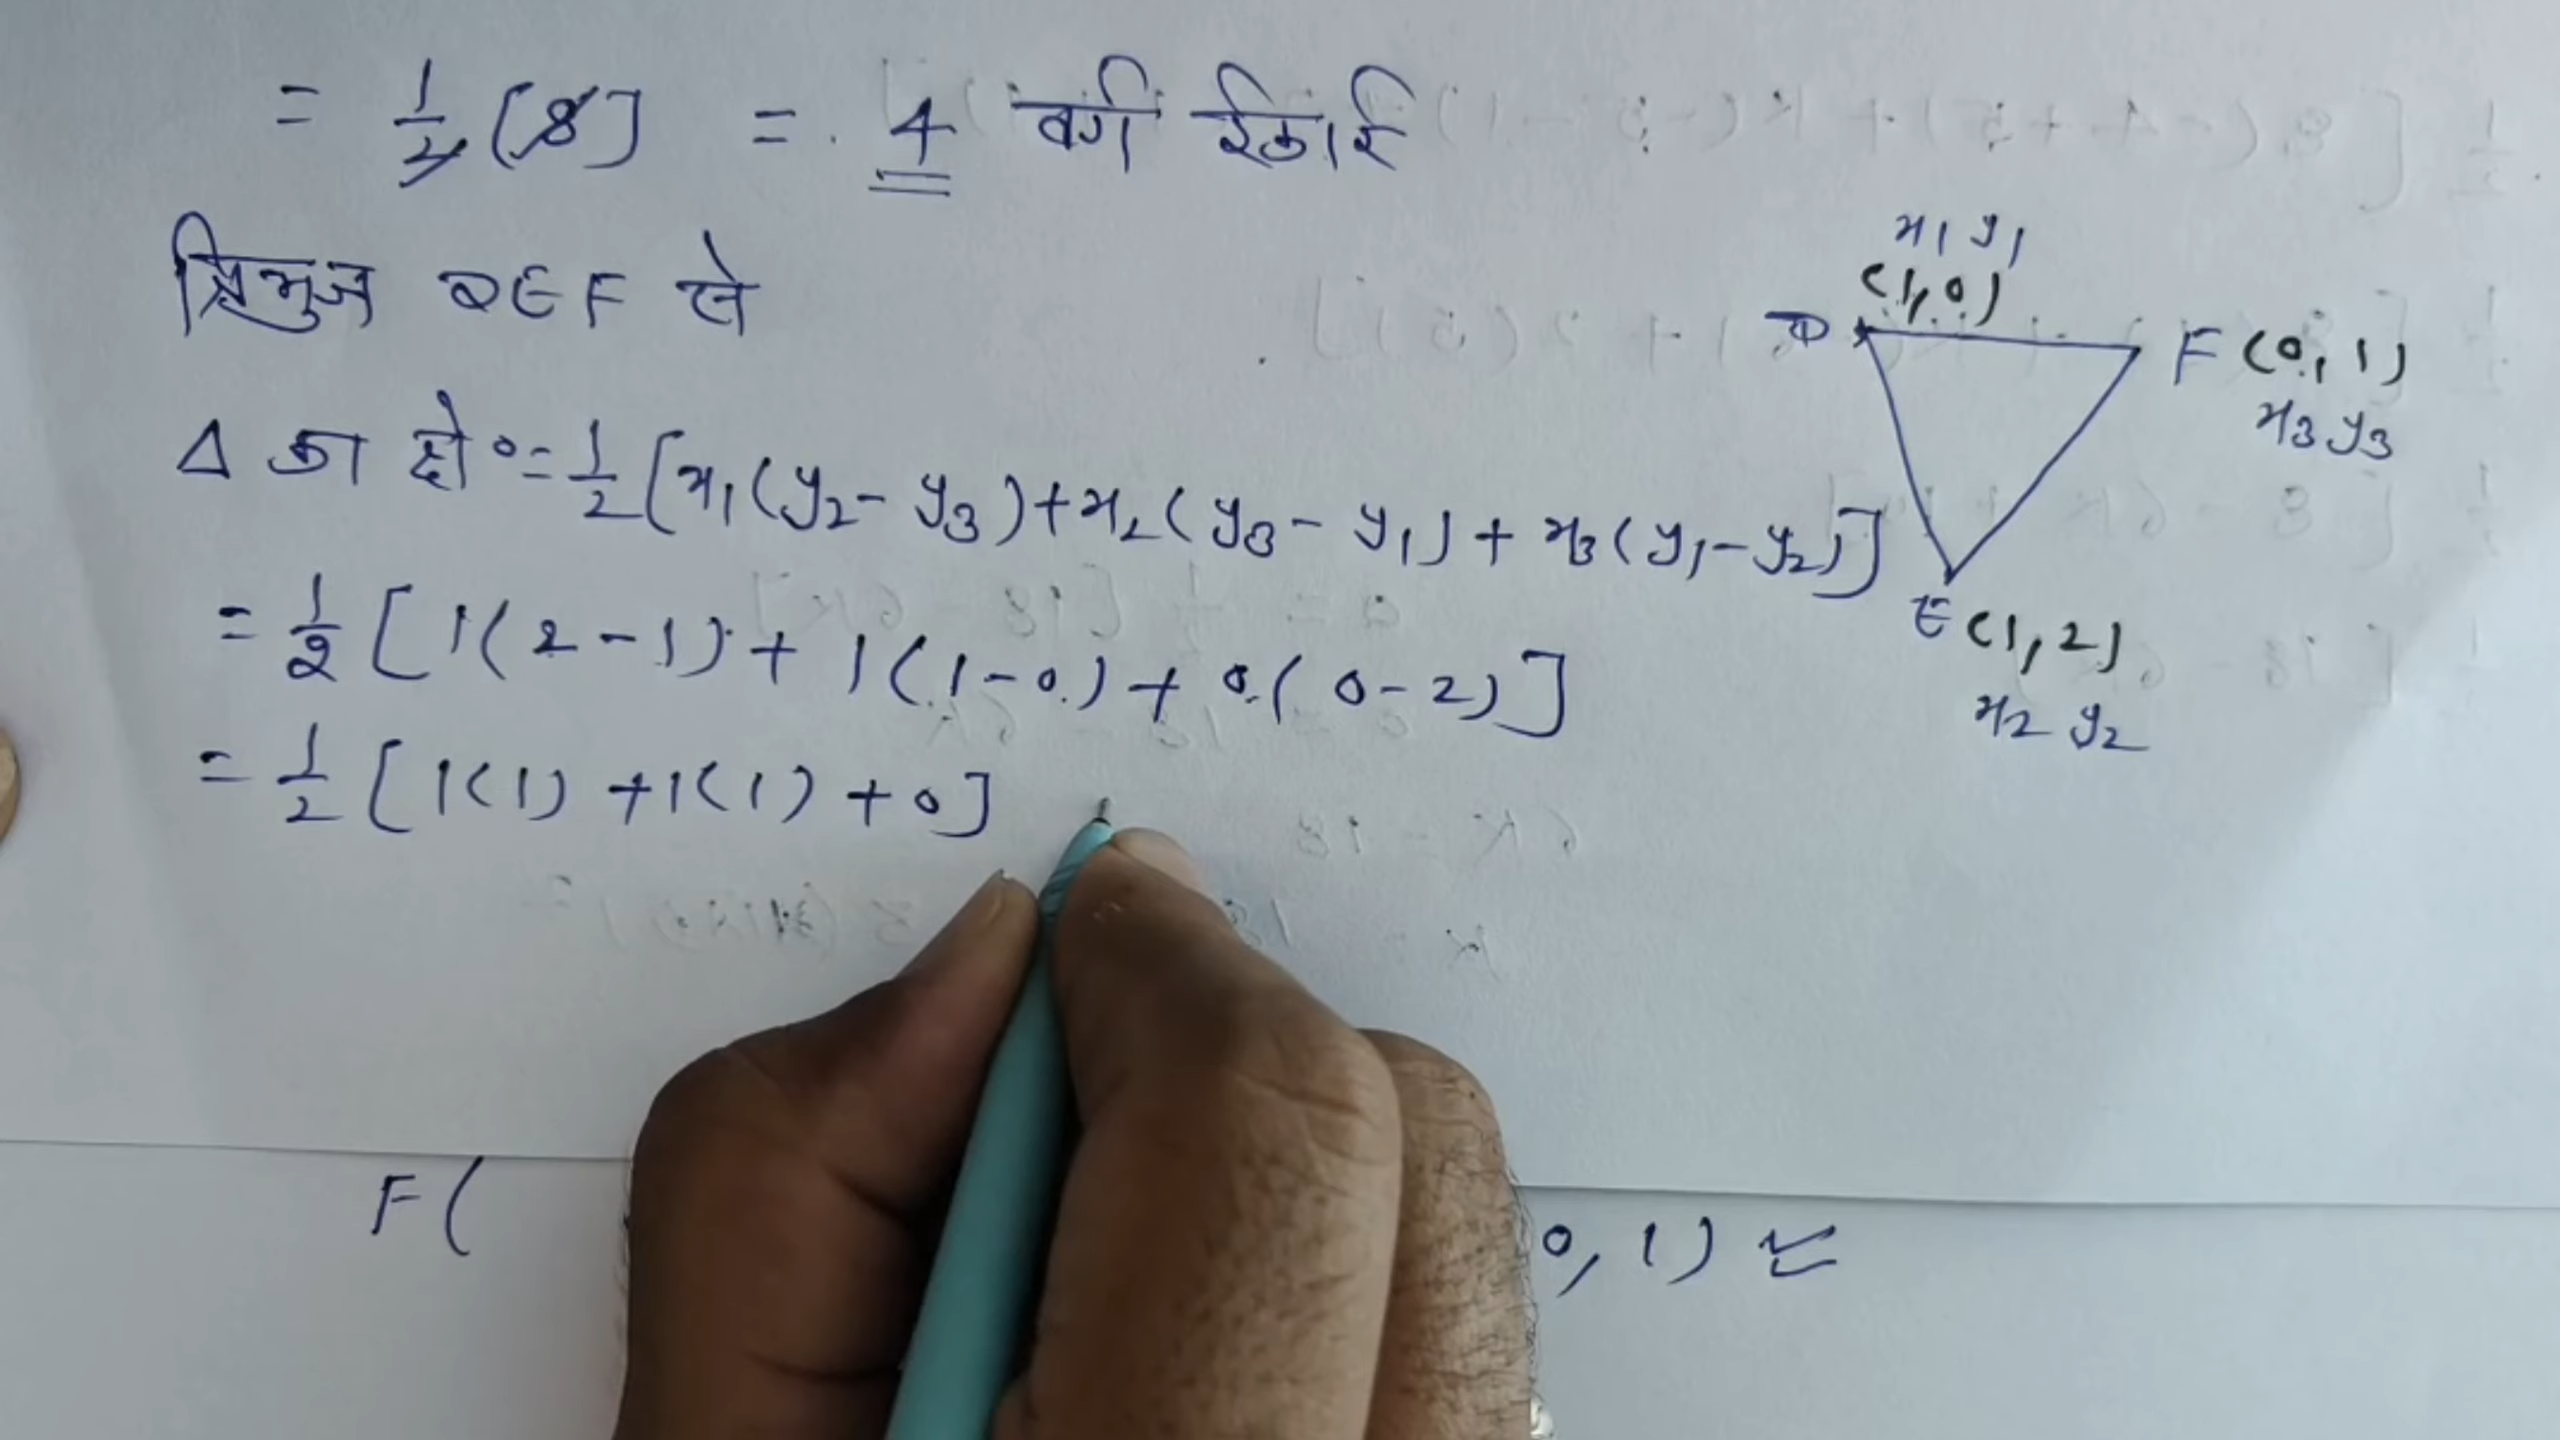 = 1/2 [8] = 4 वर्ग ईकाई
त्रिभुज DEF से
x1 y1
(1,0)
D F (0,1)
x3 y3
Δ का क्षे० = 1/2 [x1(y2 - y3) + x2(y3 - y1) + x3(y1 - y2)]
E (1,2)
x2 y2
= 1/2 [1(2 - 1) + 1(1 - 0) + 0(0 - 2)]
= 1/2 [1(1) + 1(1) + 0]
F( 0, 1)